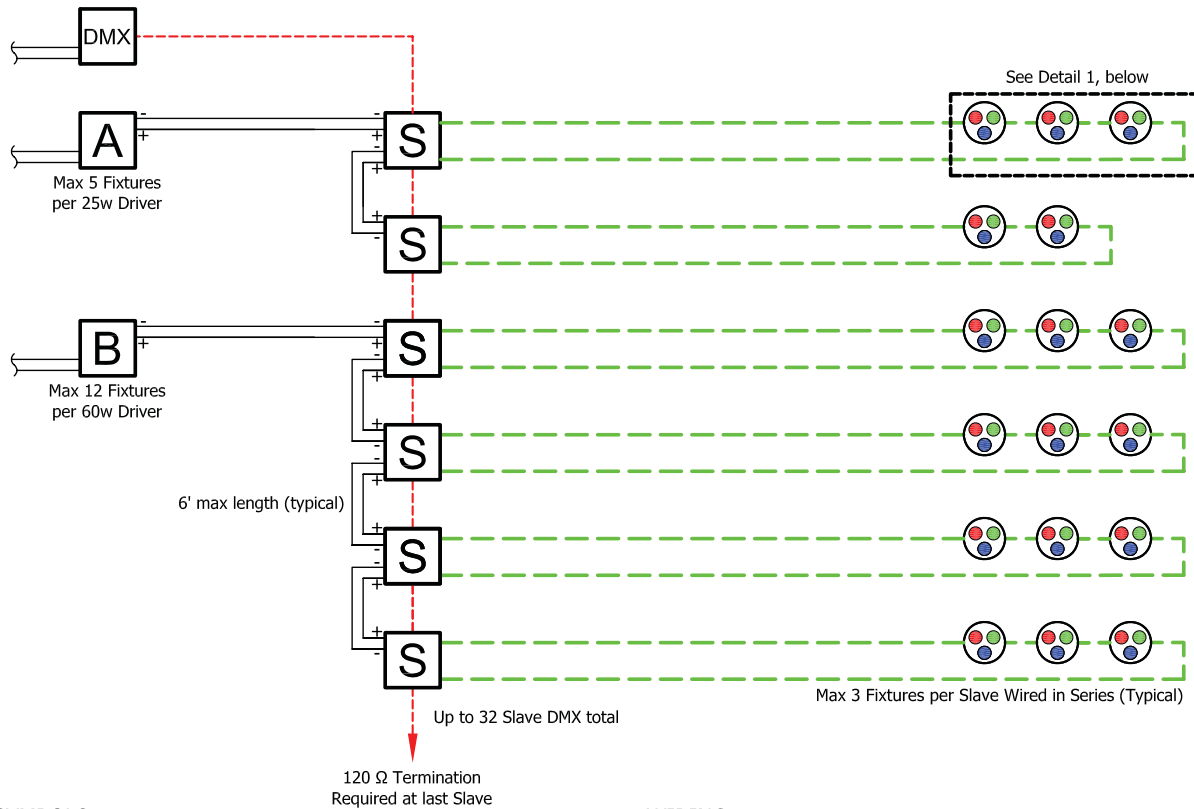 DMX
See Detail 1, below
A
-
+
-
+
S
-
+
Max 5 Fixtures
per 25w Driver
+
-
S
B
-
+
-
+
S
-
+
Max 12 Fixtures
per 60w Driver
+
-
S
-
+
6' max length (typical)
+
-
S
-
+
+
-
S
Max 3 Fixtures per Slave Wired in Series (Typical)
Up to 32 Slave DMX total
120 Ω Termination
Required at last Slave